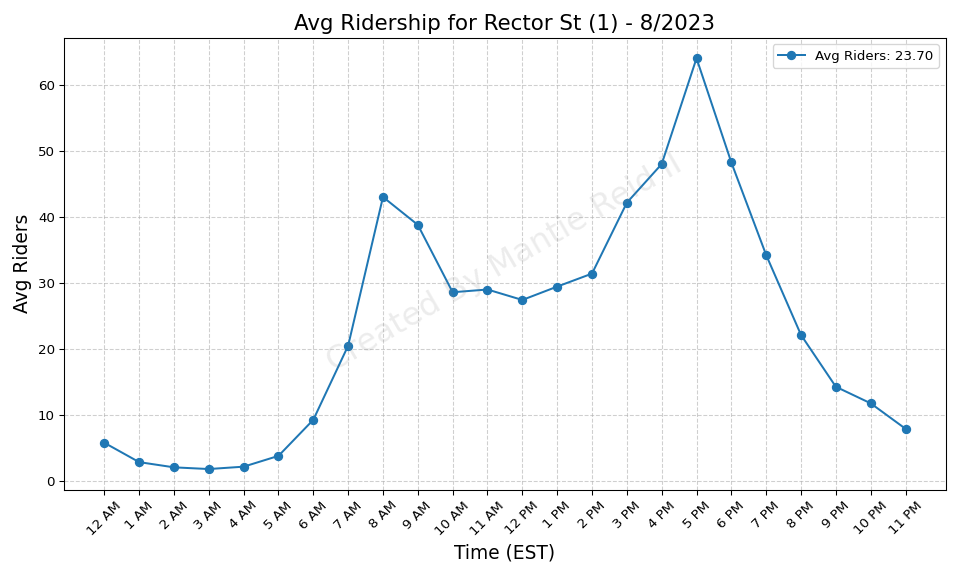 Avg Ridership for Rector St (1) - 8/2023
Avg Riders: 23.70
Avg Riders
60
50
40
30
20
10
0
Created By Mantle Reid II
12 AM
1 AM
2 AM
3 AM
4 AM
5 AM
6 AM
7 AM
8 AM
9 AM
10 AM
11 AM
12 PM
1 PM
2 PM
3 PM
4 PM
5 PM
6 PM
7 PM
8 PM
9 PM
10 PM
11 PM
Time (EST)